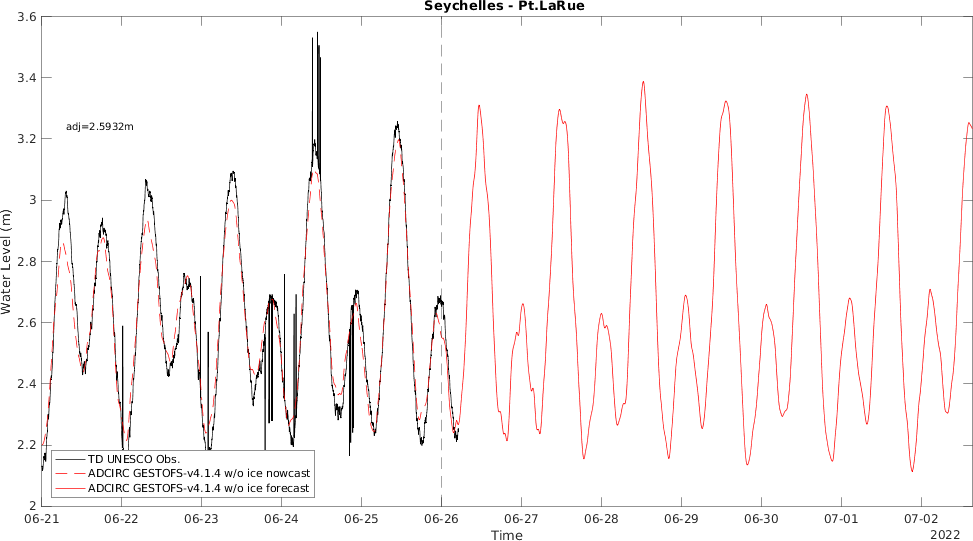 Seychelles - Pt.LaRue
3.6
3.4
3.2
3
2.8
2.6
2.4
2.2
2
Water Level (m)
adj=2.5932m
TD UNESCO Obs.
ADCIRC GESTOFS-v4.1.4 w/o ice nowcast
ADCIRC GESTOFS-v4.1.4 w/o ice forecast
06-21 06-22 06-23 06-24 06-25 06-26 06-27 06-28 06-29 06-30 07-01 07-02
Time
2022